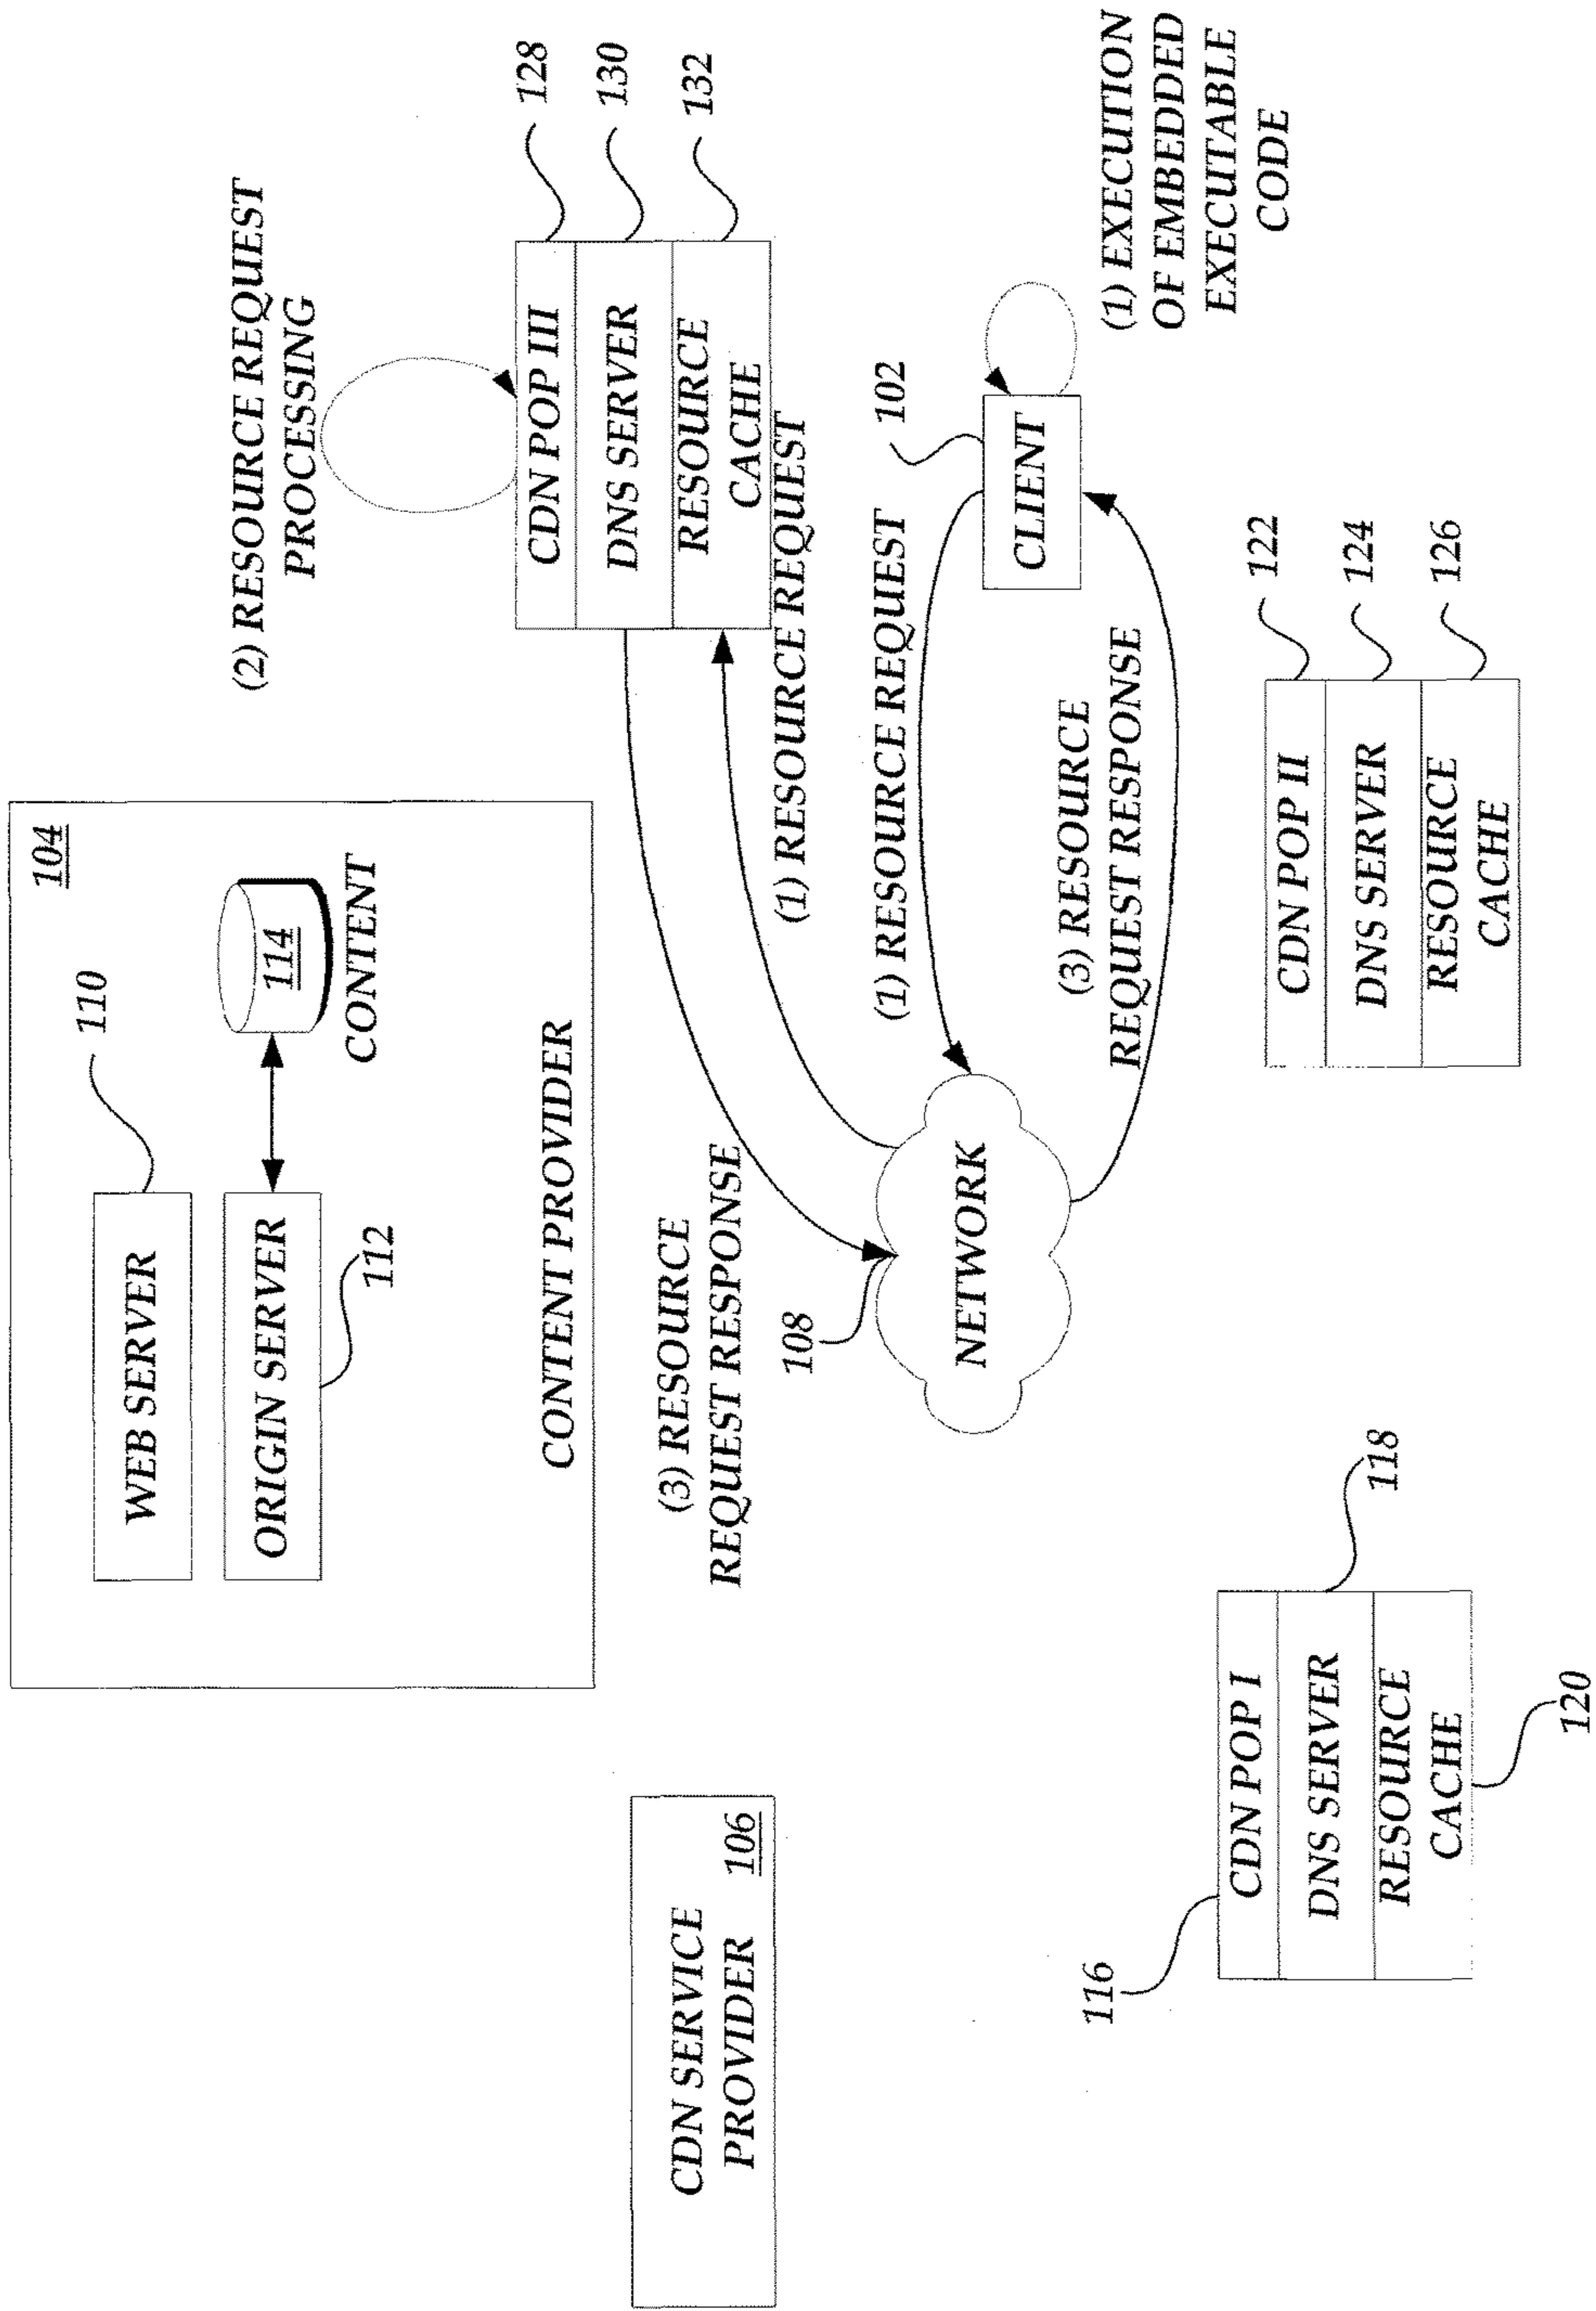 CDN SERVICE
PROVIDER
106
104
WEB SERVER
110
ORIGIN SERVER
112
114
CONTENT
CONTENT PROVIDER
(2) RESOURCE REQUEST
PROCESSING
CDN POP III
128
DNS SERVER
130
RESOURCE
CACHE
132
(3) RESOURCE
REQUEST RESPONSE
(1) RESOURCE REQUEST
(1) RESOURCE REQUEST
108
NETWORK
102
CLIENT
(1) EXECUTION
OF EMBEDDED
EXECUTABLE
CODE
(3) RESOURCE
REQUEST RESPONSE
116
CDN POP I
DNS SERVER
118
RESOURCE
CACHE
120
CDN POP II
122
DNS SERVER
124
RESOURCE
CACHE
126